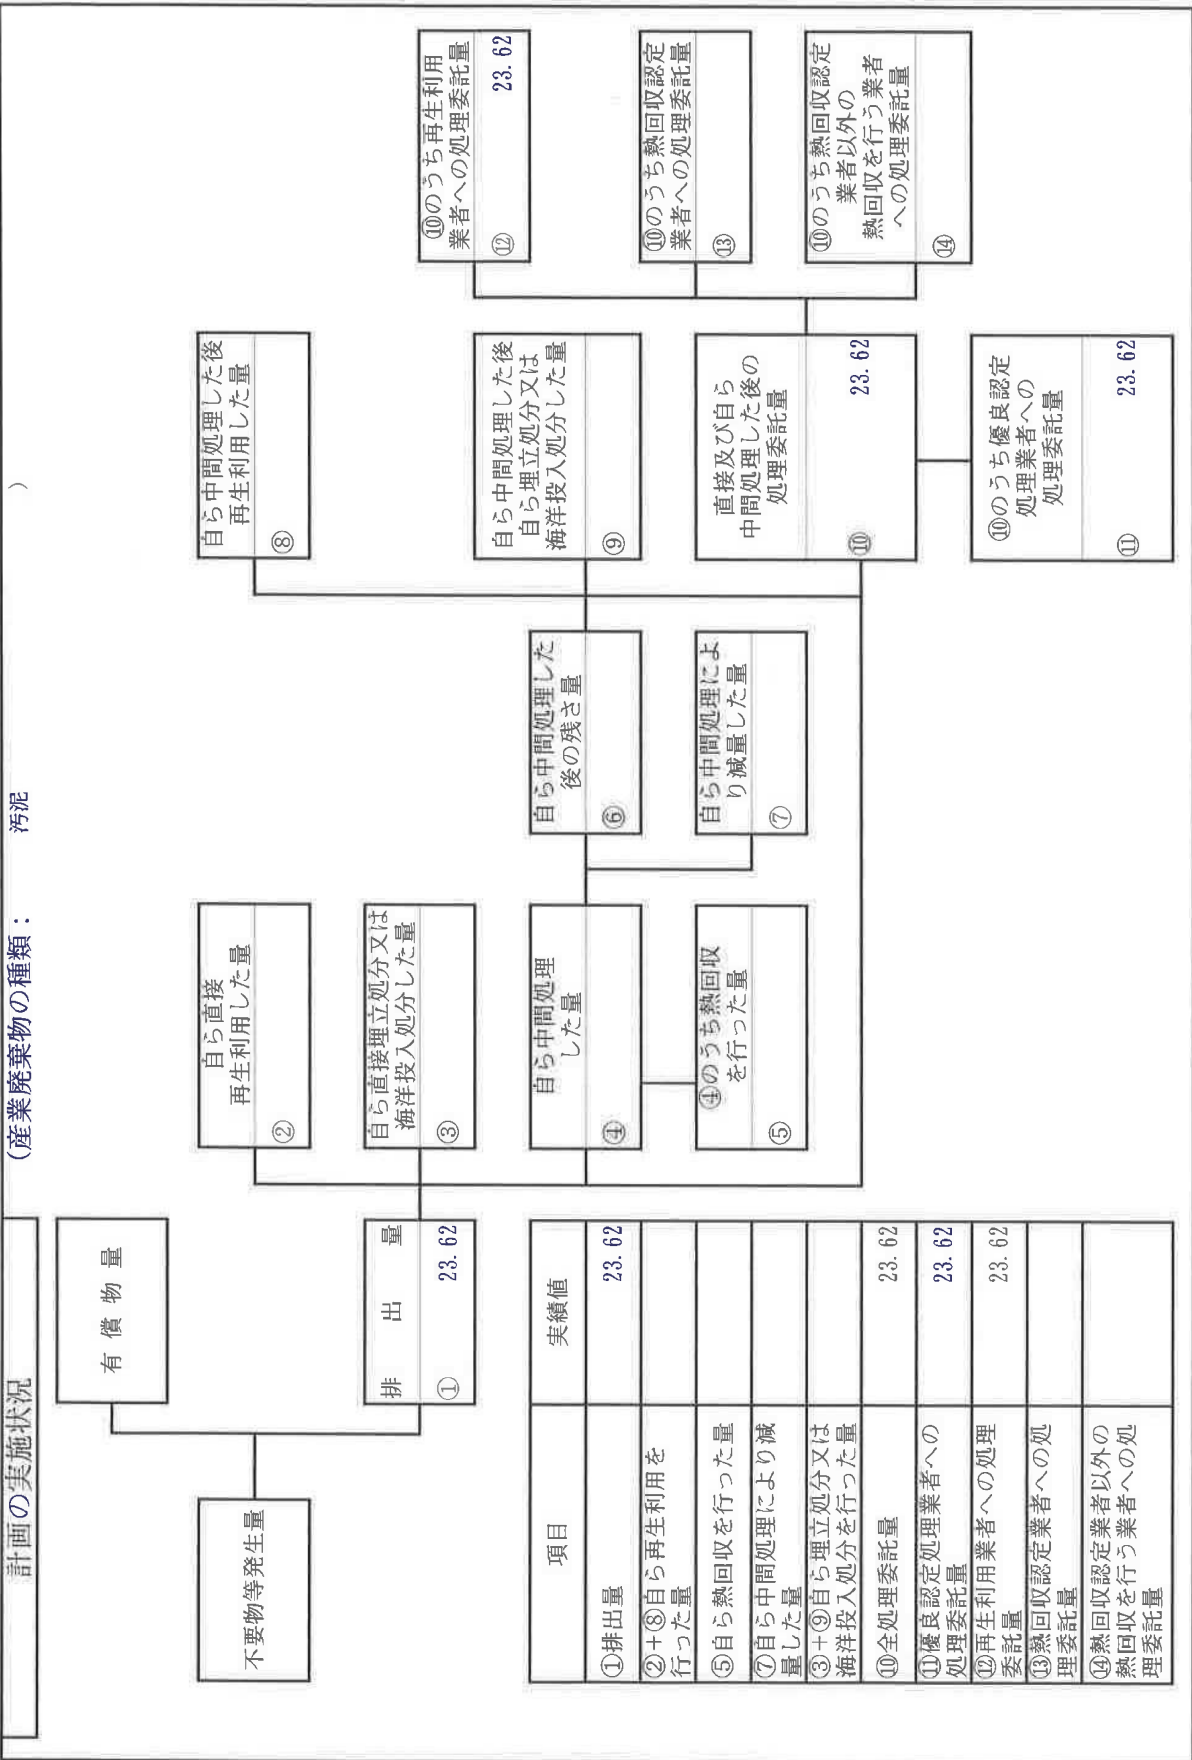 計画の実施状況
(産業廃棄物の種類： 汚泥 )
不要物等発生量
有償物量
排出量
① 23.62
自ら直接
再生利用した量
②
自ら直接埋立処分又は
海洋投入処分した量
③
自ら中間処理
した量
④
④のうち熱回収
を行った量
⑤
自ら中間処理した
後の残さ量
⑥
自ら中間処理によ
り減量した量
⑦
自ら中間処理した後
再生利用した量
⑧
自ら中間処理した後
自ら埋立処分又は
海洋投入処分した量
⑨
直接及び自ら
中間処理した後の
処理委託量
⑩ 23.62
⑩のうち優良認定
処理業者への
処理委託量
⑪ 23.62
⑩のうち再生利用
業者への処理委託量
⑫ 23.62
⑩のうち熱回収認定
業者への処理委託量
⑬
⑩のうち熱回収認定
業者以外の
熱回収を行う業者
への処理委託量
⑭
項目 実績値
①排出量 23.62
②＋⑧自ら再生利用を
行った量
⑤自ら熱回収を行った量
⑦自ら中間処理により減
量した量
③＋⑨自ら埋立処分又は
海洋投入処分を行った量
⑩全処理委託量 23.62
⑪優良認定処理業者への
処理委託量 23.62
⑫再生利用業者への処理
委託量 23.62
⑬熱回収認定業者への処
理委託量
⑭熱回収認定業者以外の
熱回収を行う業者への処
理委託量